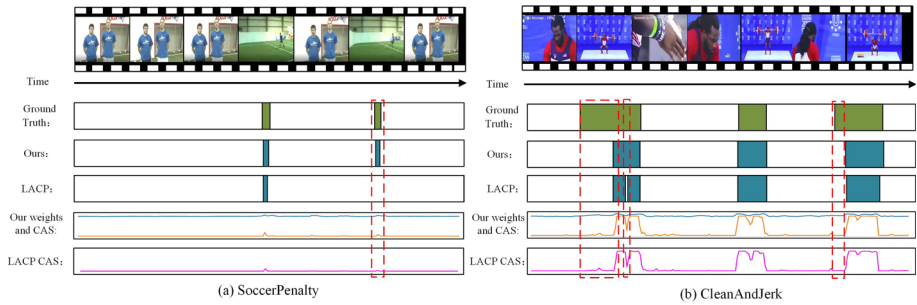 Time
Ground
Truth:
Ours:
LACP:
Our weights
and CAS:
LACP CAS:
(a) SoccerPenalty
Time
Ground
Truth:
Ours:
LACP:
Our weights
and CAS:
LACP CAS:
(b) CleanAndJerk